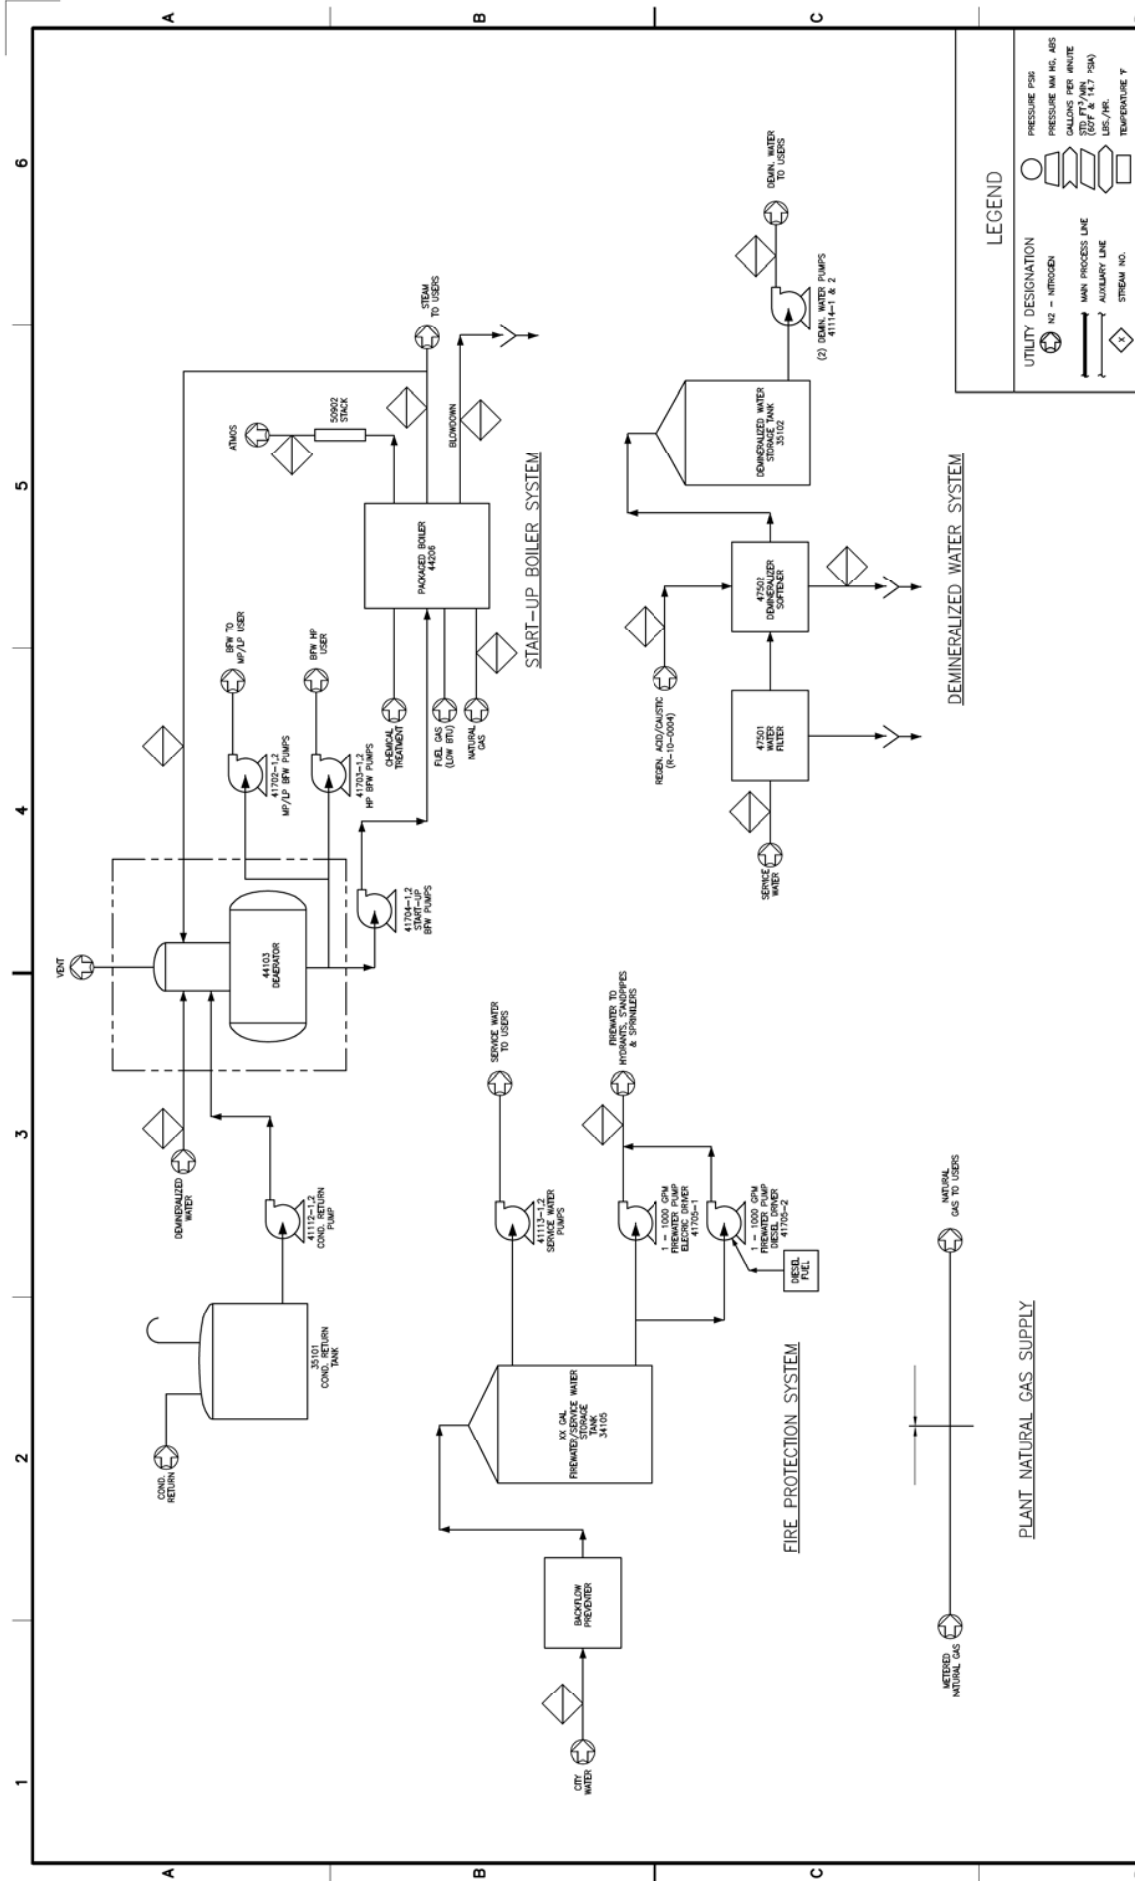 1
2
3
4
5
6
A
B
C
A
B
C
COND.
RETURN
35101
COND. RETURN
TANK
DEMINERALIZED
WATER
41112-1,2
COND. RETURN
PUMP
VENT
44103
DEAERATOR
41702-1,2
MP/LP BFW PUMPS
BFW TO
MP/LP USER
41703-1,2
HP BFW PUMPS
BFW HP
USER
41704-1,2
START-UP
BFW PUMPS
CHEMICAL
TREATMENT
FUEL GAS
(LOW BTU)
NATURAL
GAS
PACKAGED BOILER
44206
ATMOS
50902
STACK
STEAM
TO USERS
BLOWDOWN
START-UP BOILER SYSTEM
CITY
WATER
BACKFLOW
PREVENTER
XX GAL
FIREWATER/SERVICE WATER
STORAGE
TANK
34105
41113-1,2
SERVICE WATER
PUMPS
SERVICE WATER
TO USERS
1 - 1000 GPM
FIREWATER PUMP
ELECRIC DRIVER
41705-1
FIREWATER TO
HYDRANTS, STANDPIPES
& SPRINLERS
1 - 1000 GPM
FIREWATER PUMP
DIESEL DRIVER
41705-2
DIESEL
FUEL
FIRE PROTECTION SYSTEM
SERVICE
WATER
47501
WATER
FILTER
REGEN. ACID/CAUSTIC
(R-10-0004)
47502
DEMINERALIZER
SOFTENER
DEMINERALIZED WATER
STORAGE TANK
35102
(2) DEMIN. WATER PUMPS
41114-1 & 2
DEMIN. WATER
TO USERS
DEMINERALIZED WATER SYSTEM
METERED
NATURAL GAS
NATURAL
GAS TO USERS
PLANT NATURAL GAS SUPPLY
LEGEND
UTILITY DESIGNATION
N2 - NITROGEN
MAIN PROCESS LINE
AUXILIARY LINE
X
STREAM NO.
PRESSURE PSIG
PRESSURE MM HG, ABS
GALLONS PER MINUTE
STD FT³/MIN
(60°F & 14.7 PSIA)
LBS./HR.
TEMPERATURE °F